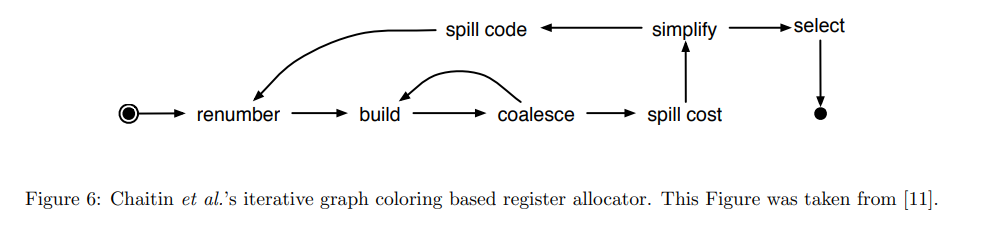 spill code simplify select
renumber build coalesce spill cost
Figure 6: Chaitin et al.'s iterative graph coloring based register allocator. This Figure was taken from [11].